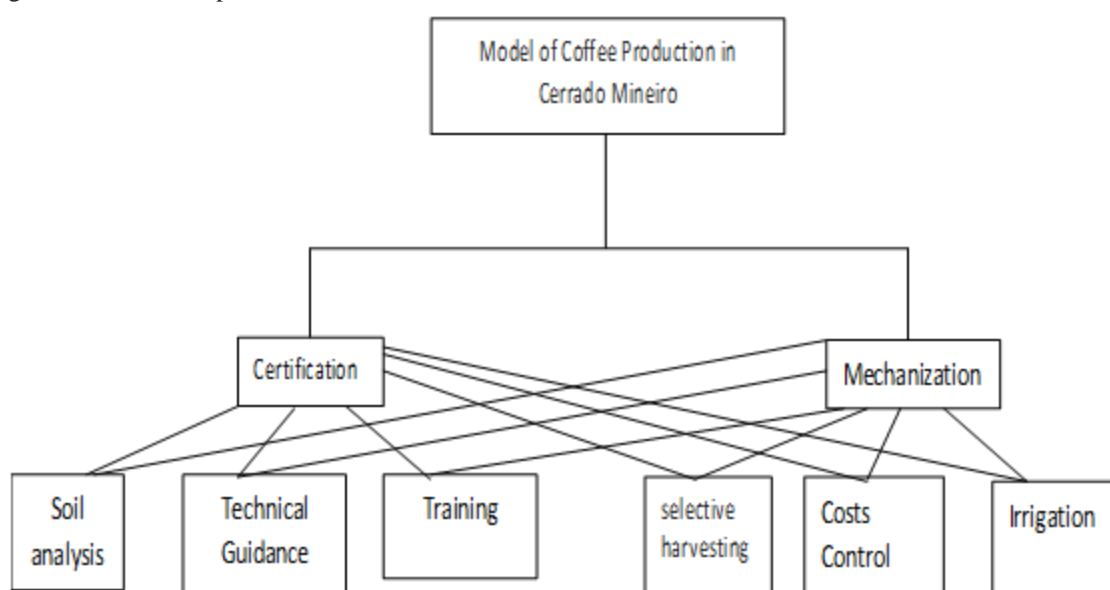 Model of Coffee Production in
Cerrado Mineiro
Certification
Mechanization
Soil
analysis
Technical
Guidance
Training
selective
harvesting
Costs
Control
Irrigation